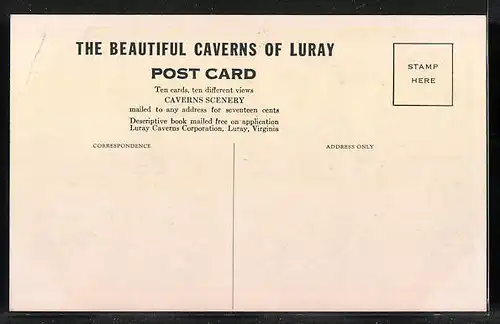 THE BEAUTIFUL CAVERNS OF LURAY
POST CARD
Ten cards, ten different views
CAVERNS SCENERY
mailed to any address for seventeen cents
Descriptive book mailed free on application
Luray Caverns Corporation, Luray, Virginia
STAMP
HERE
CORRESPONDENCE
ADDRESS ONLY